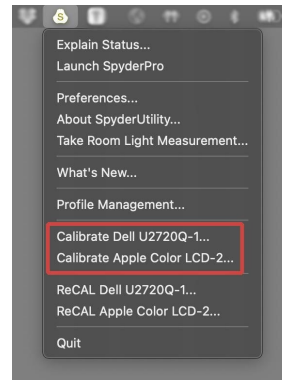 Explain Status...
Launch SpyderPro
Preferences...
About SpyderUtility...
Take Room Light Measurement...
What's New...
Profile Management...
Calibrate Dell U2720Q-1...
Calibrate Apple Color LCD-2...
ReCAL Dell U2720Q-1...
ReCAL Apple Color LCD-2...
Quit